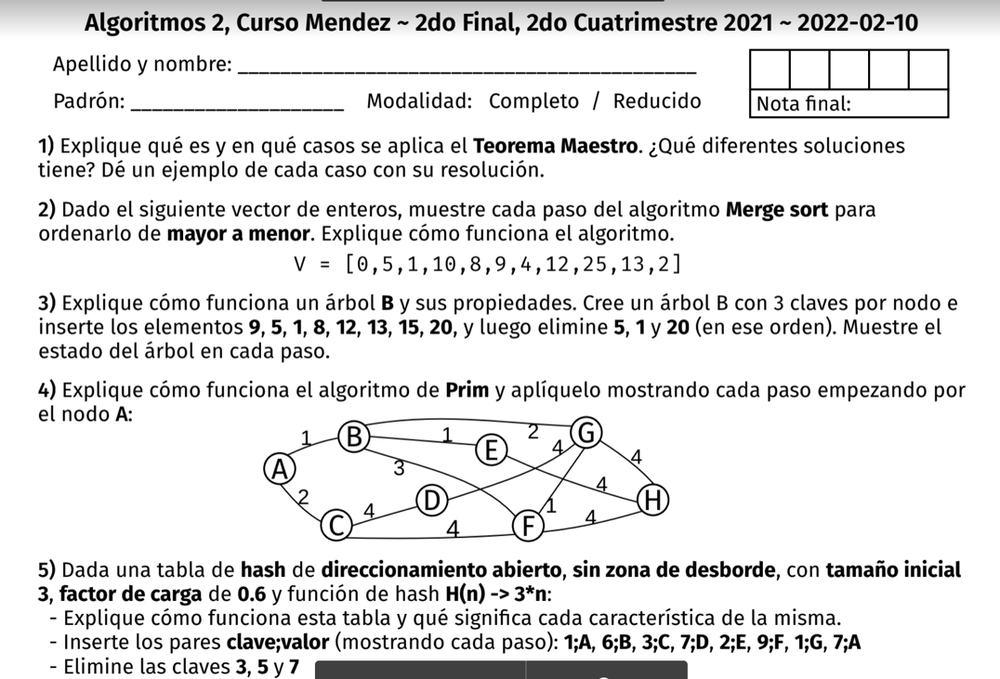 Algoritmos 2, Curso Mendez ~ 2do Final, 2do Cuatrimestre 2021 ~ 2022-02-10
Apellido y nombre: ____________________
Padrón: ____________________ Modalidad: Completo / Reducido
Nota final:
1) Explique qué es y en qué casos se aplica el Teorema Maestro. ¿Qué diferentes soluciones
tiene? Dé un ejemplo de cada caso con su resolución.
2) Dado el siguiente vector de enteros, muestre cada paso del algoritmo Merge sort para
ordenarlo de mayor a menor. Explique cómo funciona el algoritmo.
V = [0,5,1,10,8,9,4,12,25,13,2]
3) Explique cómo funciona un árbol B y sus propiedades. Cree un árbol B con 3 claves por nodo e
inserte los elementos 9, 5, 1, 8, 12, 13, 15, 20, y luego elimine 5, 1 y 20 (en ese orden). Muestre el
estado del árbol en cada paso.
4) Explique cómo funciona el algoritmo de Prim y aplíquelo mostrando cada paso empezando por
el nodo A:
1 B 1 E 2 4 G 4
A 3
2 C 4 D 4 1 F 4 4 H
5) Dada una tabla de hash de direccionamiento abierto, sin zona de desborde, con tamaño inicial
3, factor de carga de 0.6 y función de hash H(n) -> 3*n:
- Explique cómo funciona esta tabla y qué significa cada característica de la misma.
- Inserte los pares clave;valor (mostrando cada paso): 1;A, 6;B, 3;C, 7;D, 2;E, 9;F, 1;G, 7;A
- Elimine las claves 3, 5 y 7